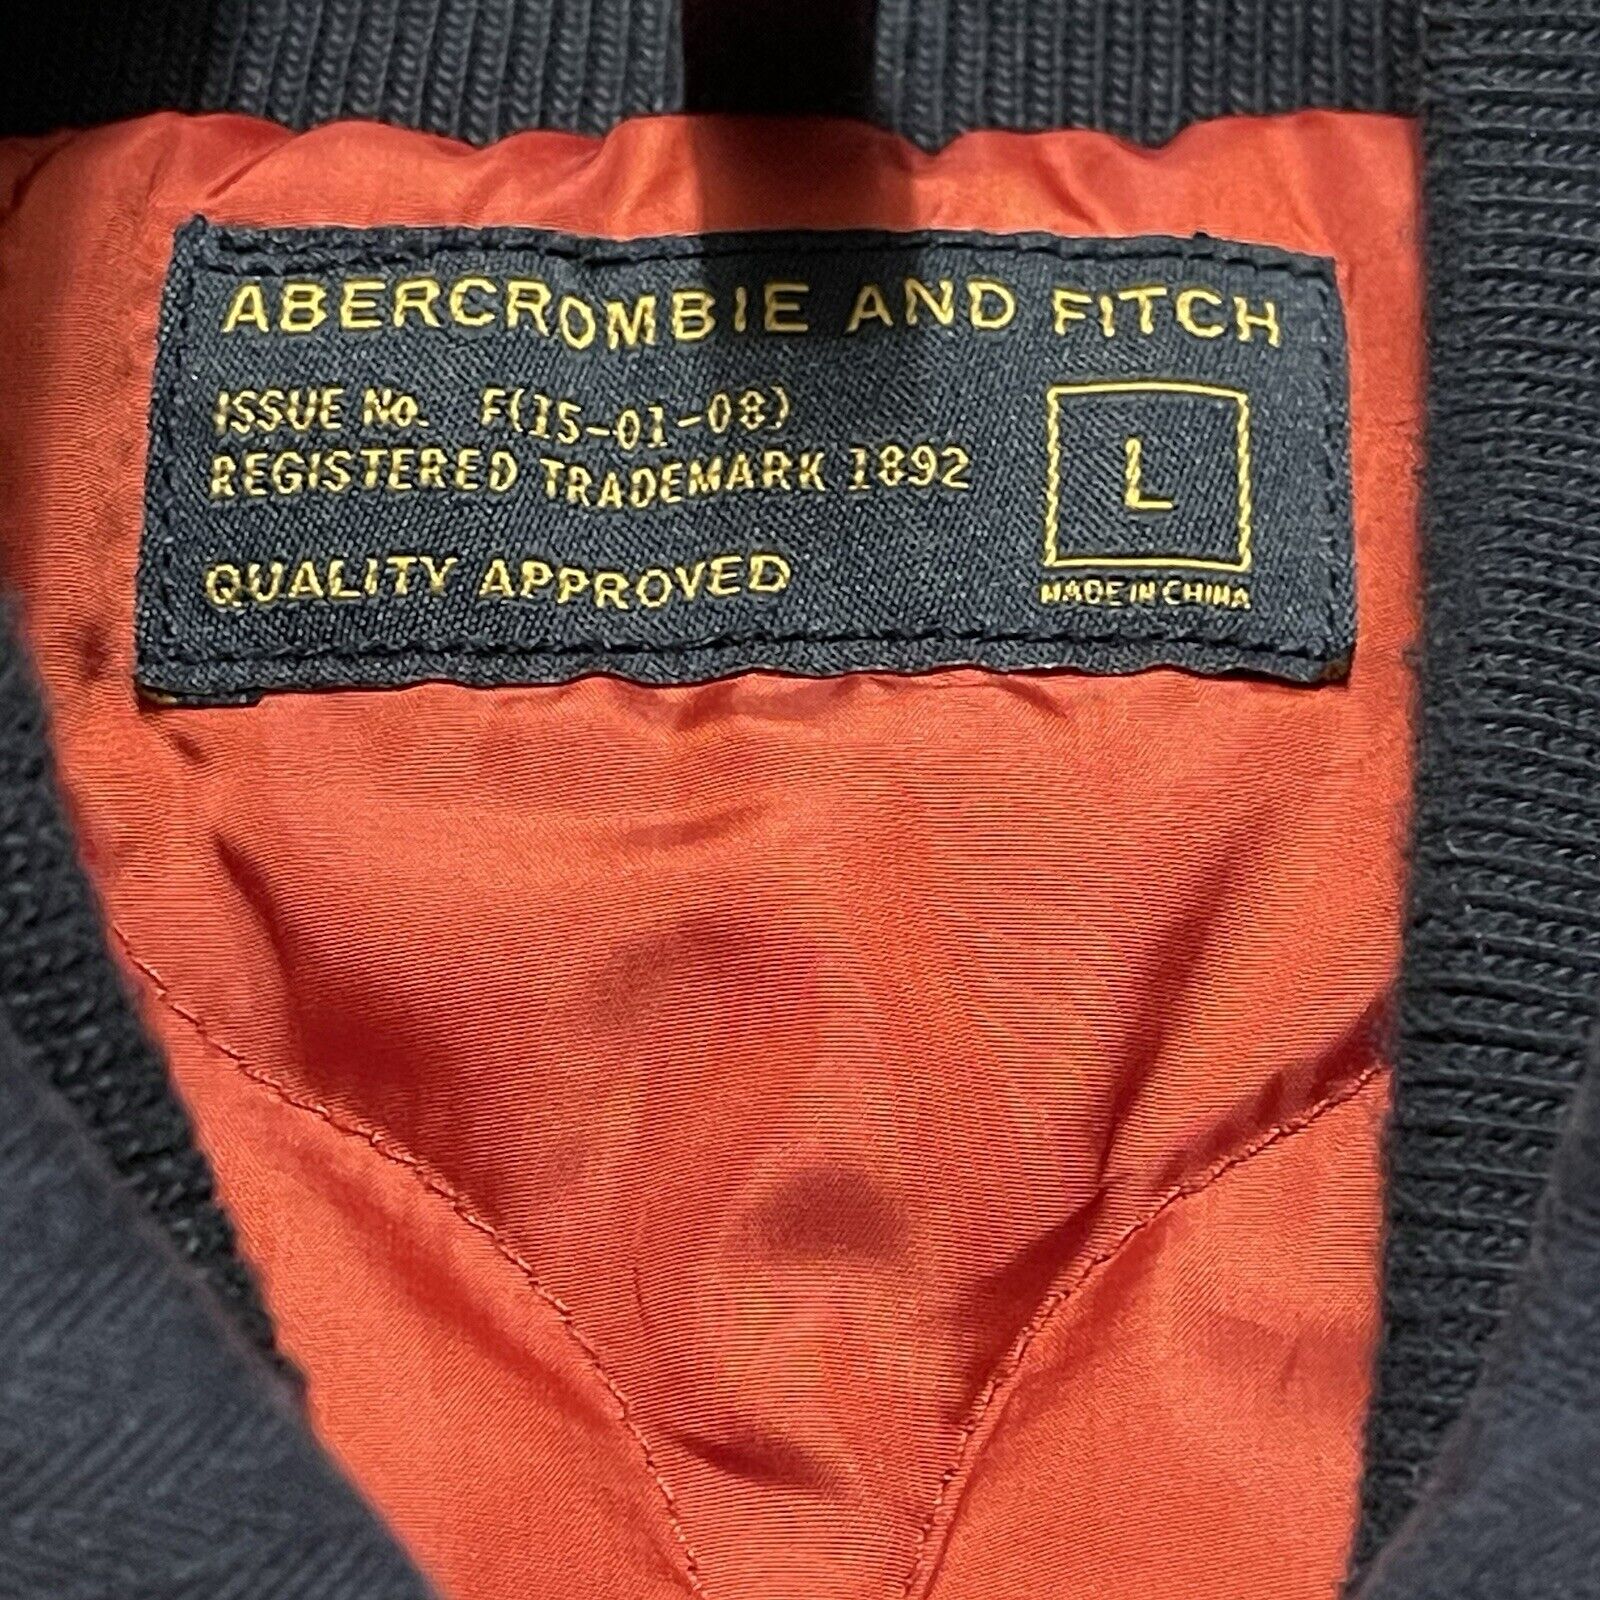 ABERCROMBIE AND FITCH
ISSUE No. F(15-01-08)
REGISTERED TRADEMARK 1892
L
QUALITY APPROVED
MADE IN CHINA